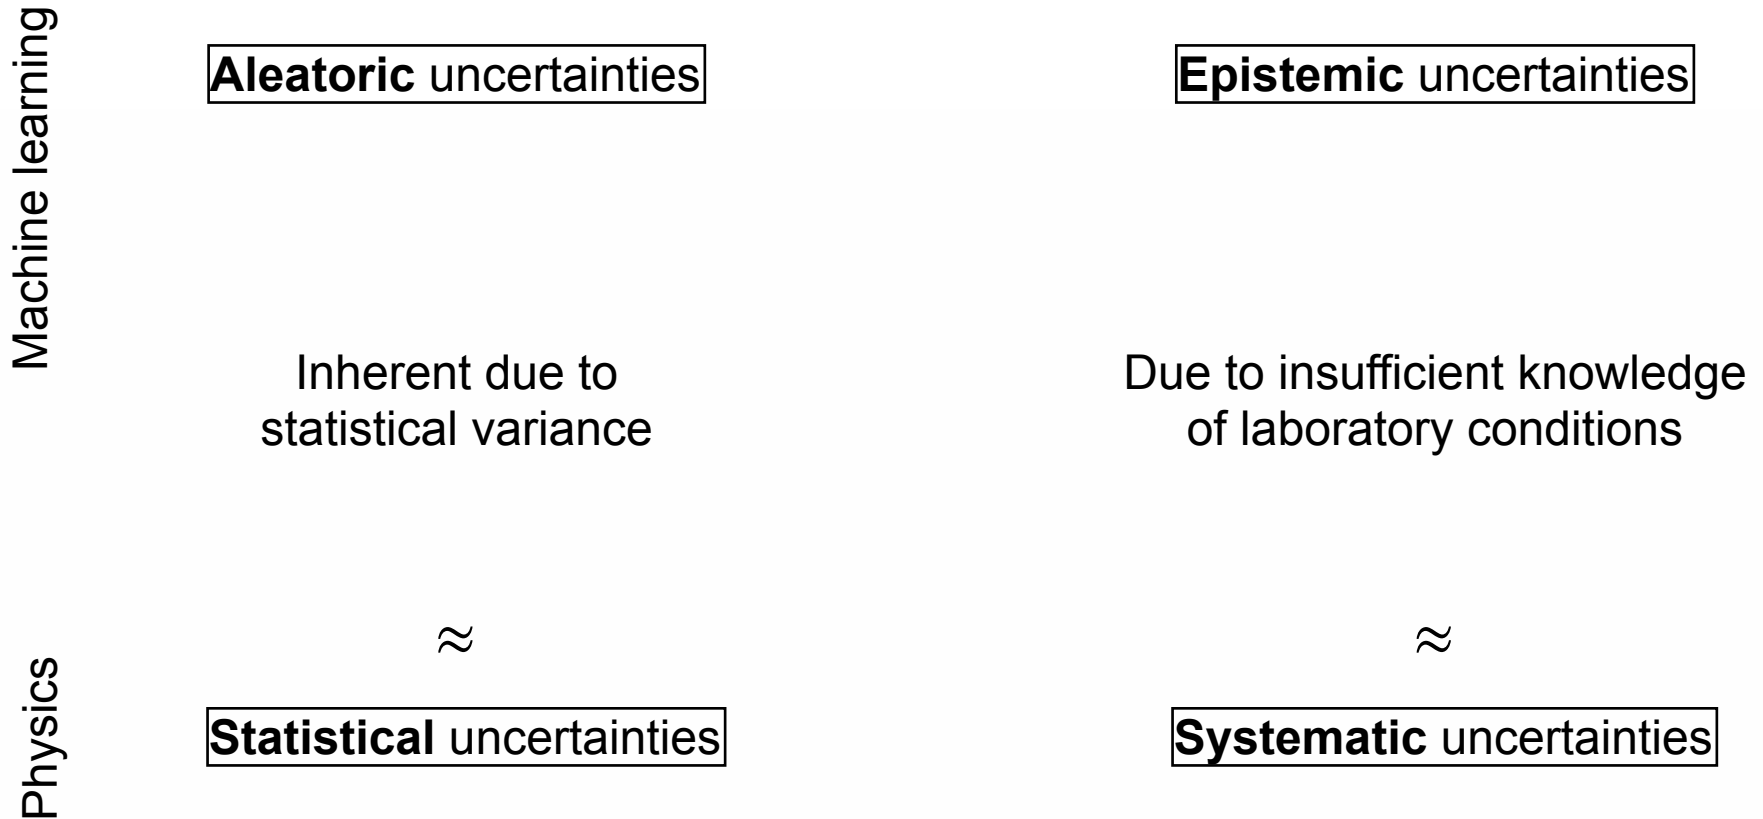 Machine learning
Aleatoric uncertainties
Epistemic uncertainties
Inherent due to
statistical variance
Due to insufficient knowledge
of laboratory conditions
≈
≈
Physics
Statistical uncertainties
Systematic uncertainties